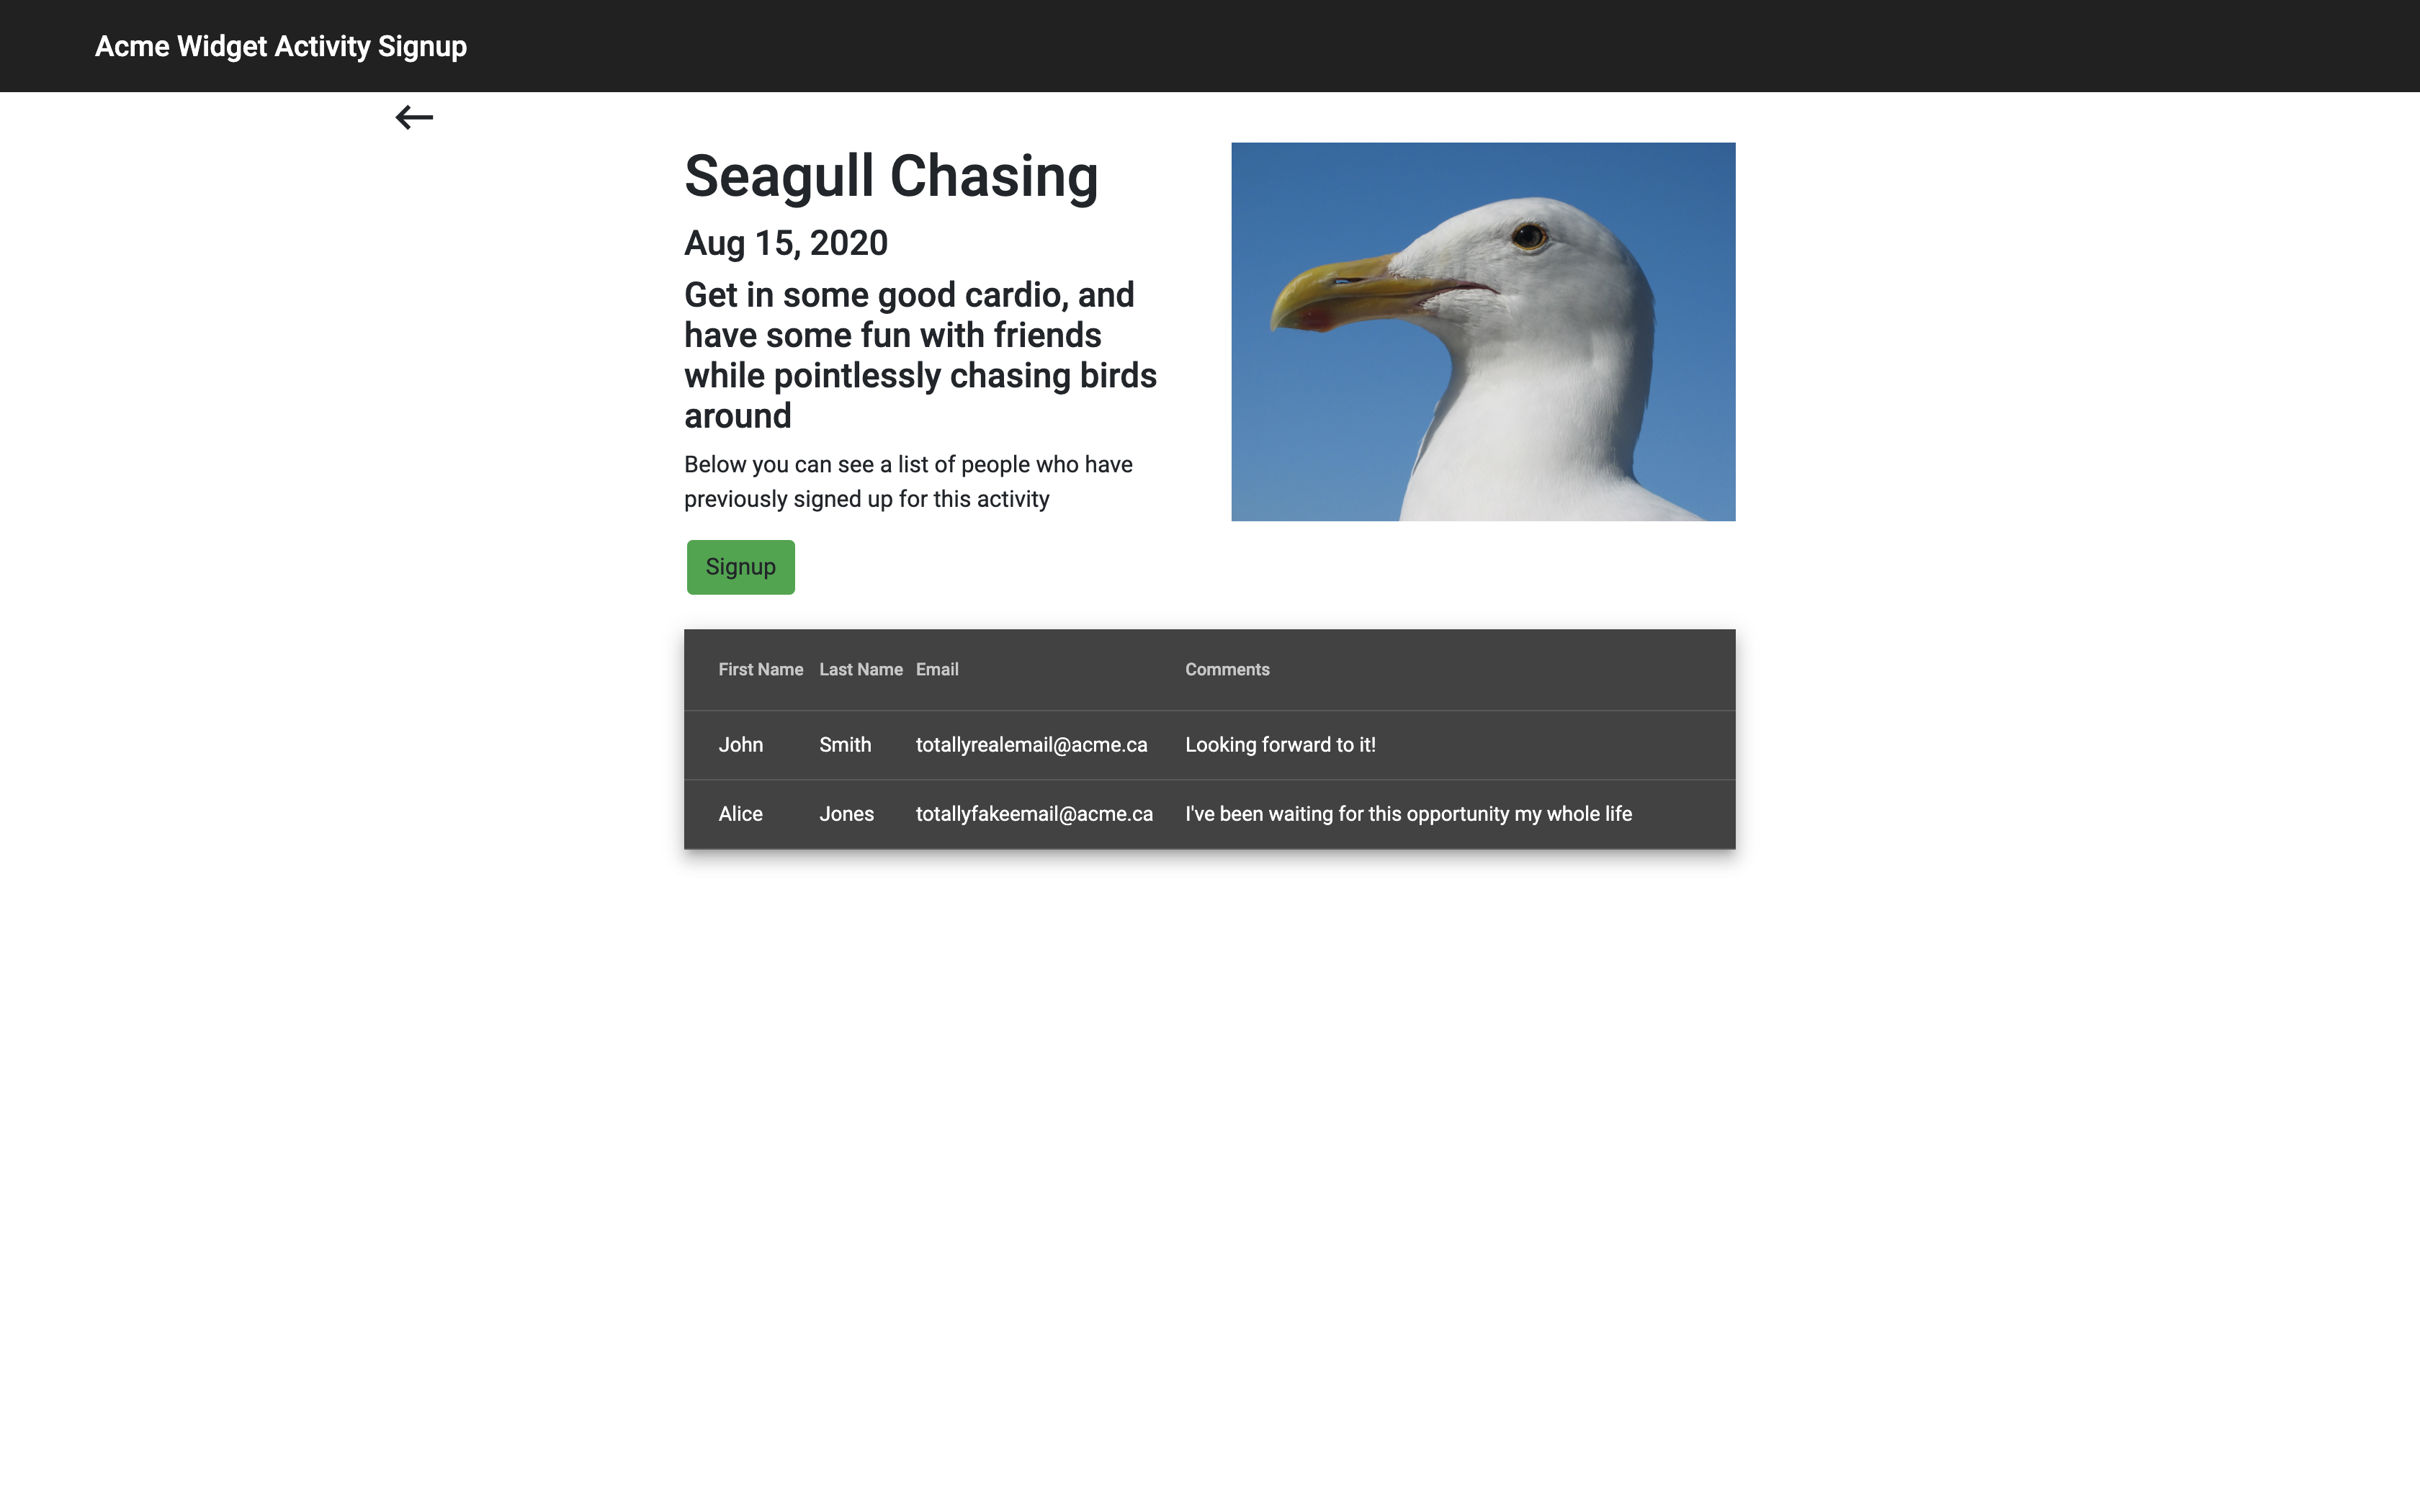 Acme Widget Activity Signup
Seagull Chasing
Aug 15, 2020
Get in some good cardio, and
have some fun with friends
while pointlessly chasing birds
around
Below you can see a list of people who have
previously signed up for this activity
Signup
First Name Last Name Email Comments
John Smith totallyrealemail@acme.ca Looking forward to it!
Alice Jones totallyfakeemail@acme.ca I've been waiting for this opportunity my whole life